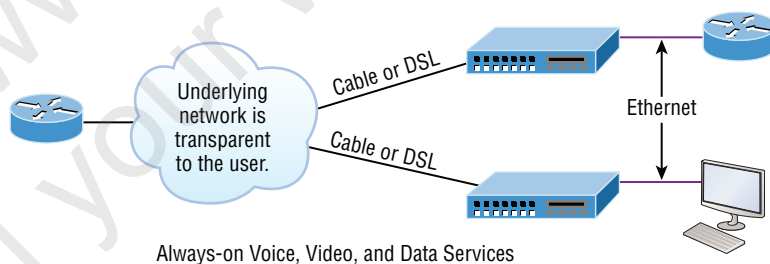 Underlying
network is
transparent
to the user.
Cable or DSL
Cable or DSL
Ethernet
Always-on Voice, Video, and Data Services